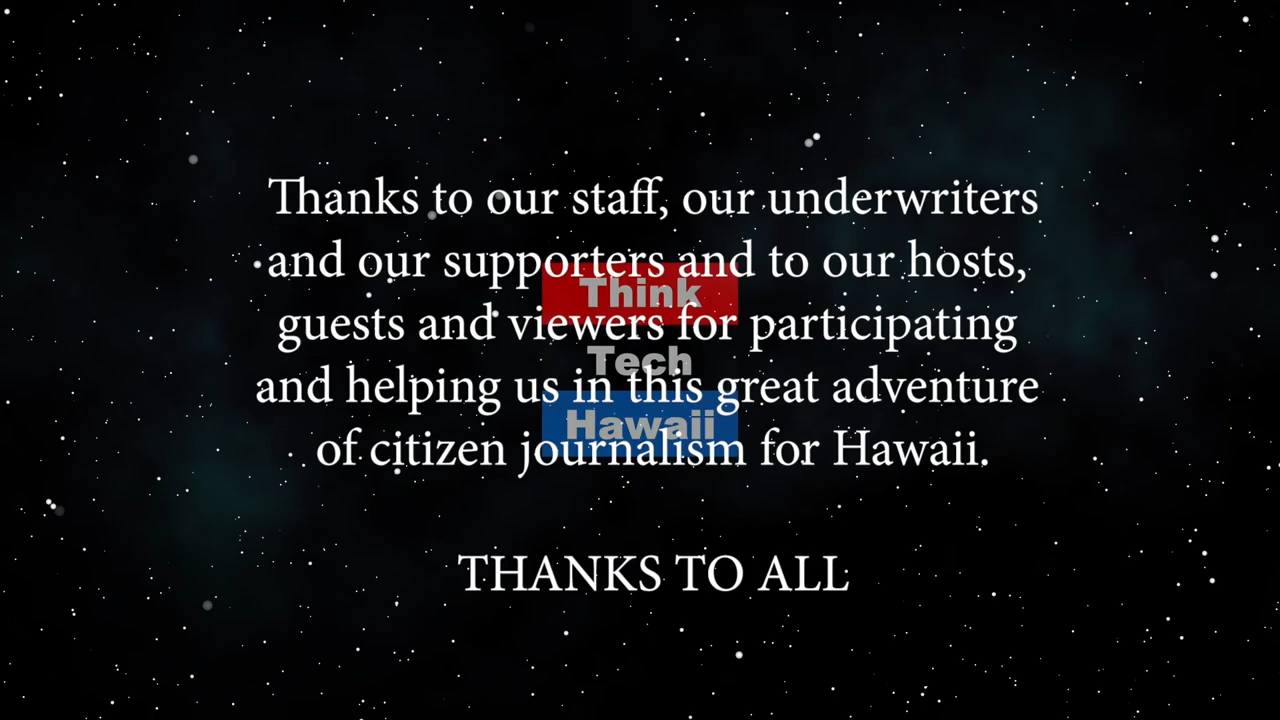 Thanks to our staff, our underwriters
and our supporters and to our hosts,
Think
guests and viewers for participating
Tech
and helping us in this great adventure
Hawaii
of citizen journalism for Hawaii.
THANKS TO ALL